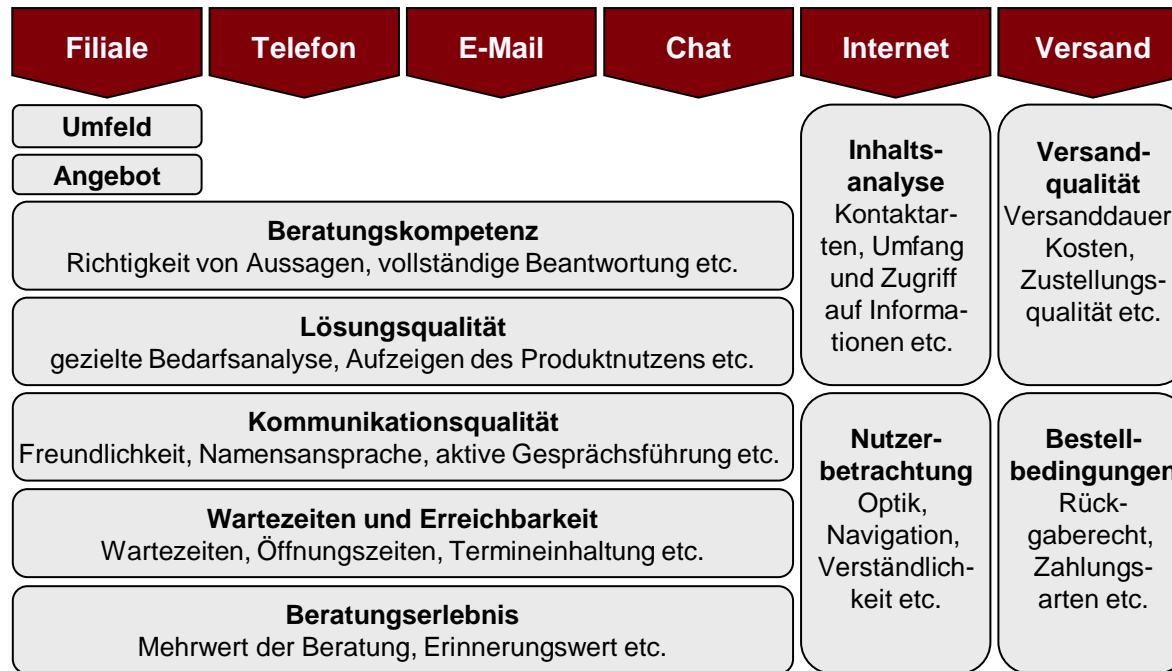 Filiale
Telefon
E-Mail
Chat
Internet
Versand
Umfeld
Angebot
Beratungskompetenz
Richtigkeit von Aussagen, vollständige Beantwortung etc.
Lösungsqualität
gezielte Bedarfsanalyse, Aufzeigen des Produktnutzens etc.
Kommunikationsqualität
Freundlichkeit, Namensansprache, aktive Gesprächsführung etc.
Wartezeiten und Erreichbarkeit
Wartezeiten, Öffnungszeiten, Termineinhaltung etc.
Beratungserlebnis
Mehrwert der Beratung, Erinnerungswert etc.
Inhalts-
analyse
Kontaktar-
ten, Umfang
und Zugriff
auf Informa-
tionen etc.
Nutzer-
betrachtung
Optik,
Navigation,
Verständlich-
keit etc.
Versand-
qualität
Versanddauer
Kosten,
Zustellungs-
qualität etc.
Bestell-
bedingungen
Rück-
gaberecht,
Zahlungs-
arten etc.